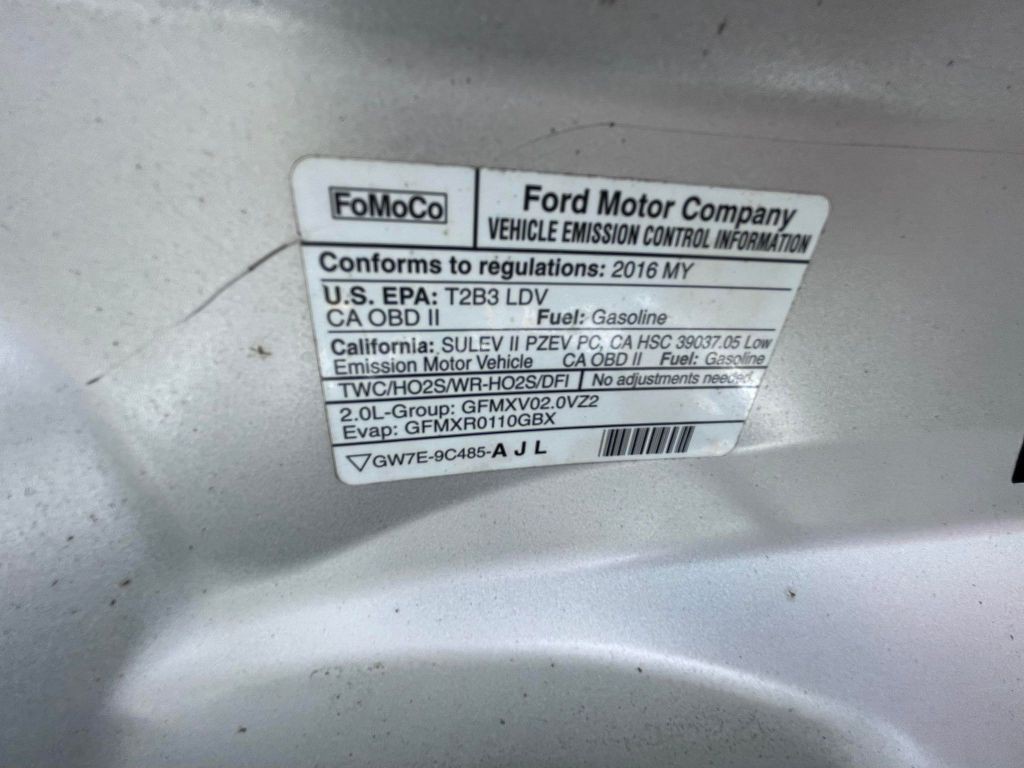 FoMoCo
Ford Motor Company
VEHICLE EMISSION CONTROL INFORMATION
Conforms to regulations: 2016 MY
U.S. EPA: T2B3 LDV
CA OBD II Fuel: Gasoline
California: SULEV II PZEV PC, CA HSC 39037.05 Low
Emission Motor Vehicle CA OBD II Fuel: Gasoline
TWC/HO2S/WR-HO2S/DFI No adjustments needed.
2.0L-Group: GFMXV02.0VZ2
Evap: GFMXR0110GBX
GW7E-9C485-A J L